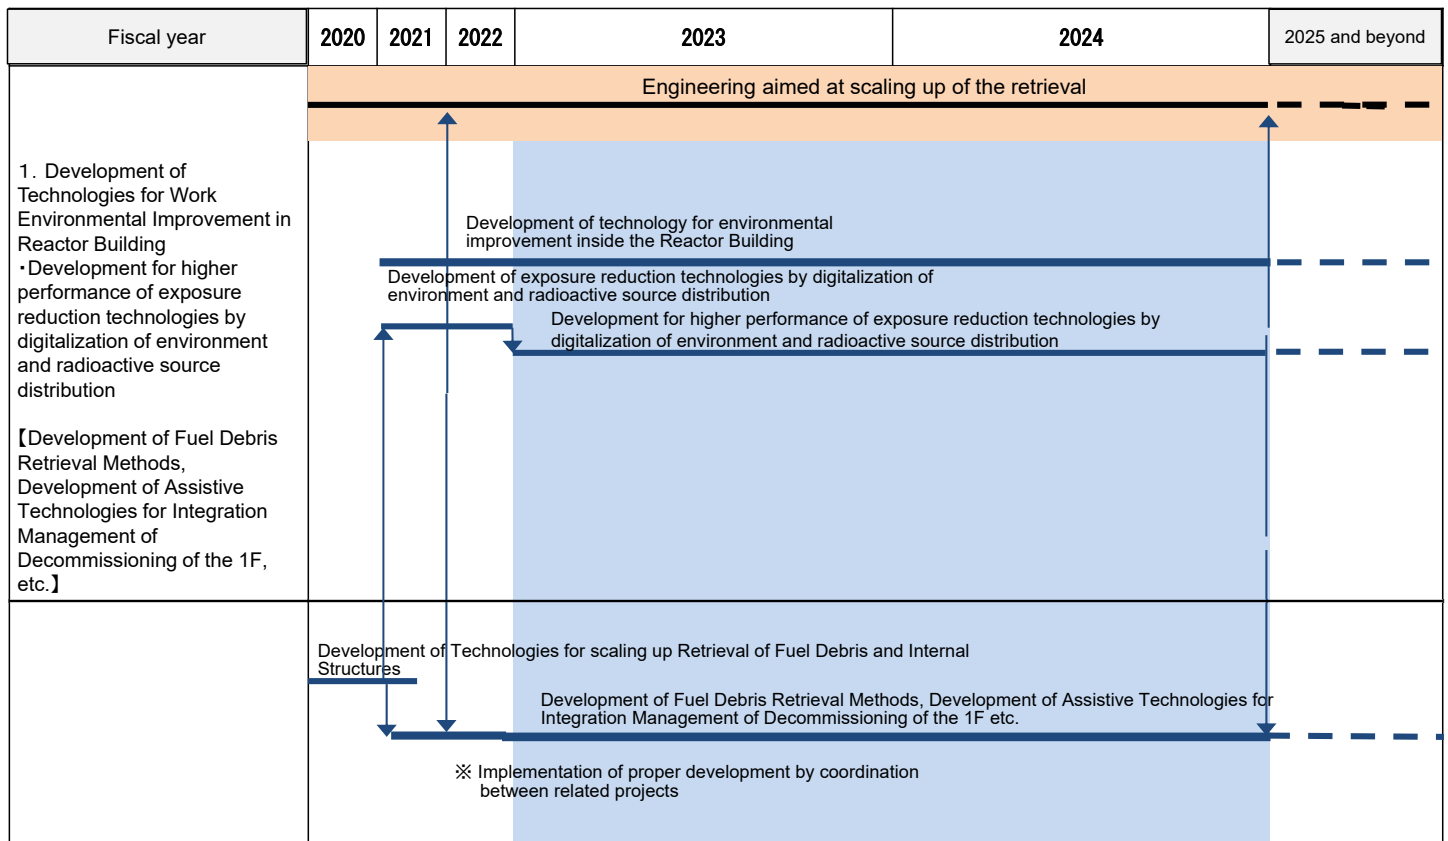 Fiscal year
2020
2021
2022
2023
2024
2025 and beyond
Engineering aimed at scaling up of the retrieval
1．Development of
Technologies for Work
Environmental Improvement in
Reactor Building
・Development for higher
performance of exposure
reduction technologies by
digitalization of environment
and radioactive source
distribution
【Development of Fuel Debris
Retrieval Methods,
Development of Assistive
Technologies for Integration
Management of
Decommissioning of the 1F,
etc.】
Development of technology for environmental
improvement inside the Reactor Building
Development of exposure reduction technologies by digitalization of
environment and radioactive source distribution
Development for higher performance of exposure reduction technologies by
digitalization of environment and radioactive source distribution
Development of Technologies for scaling up Retrieval of Fuel Debris and Internal
Structures
Development of Fuel Debris Retrieval Methods, Development of Assistive Technologies for
Integration Management of Decommissioning of the 1F etc.
※ Implementation of proper development by coordination
between related projects